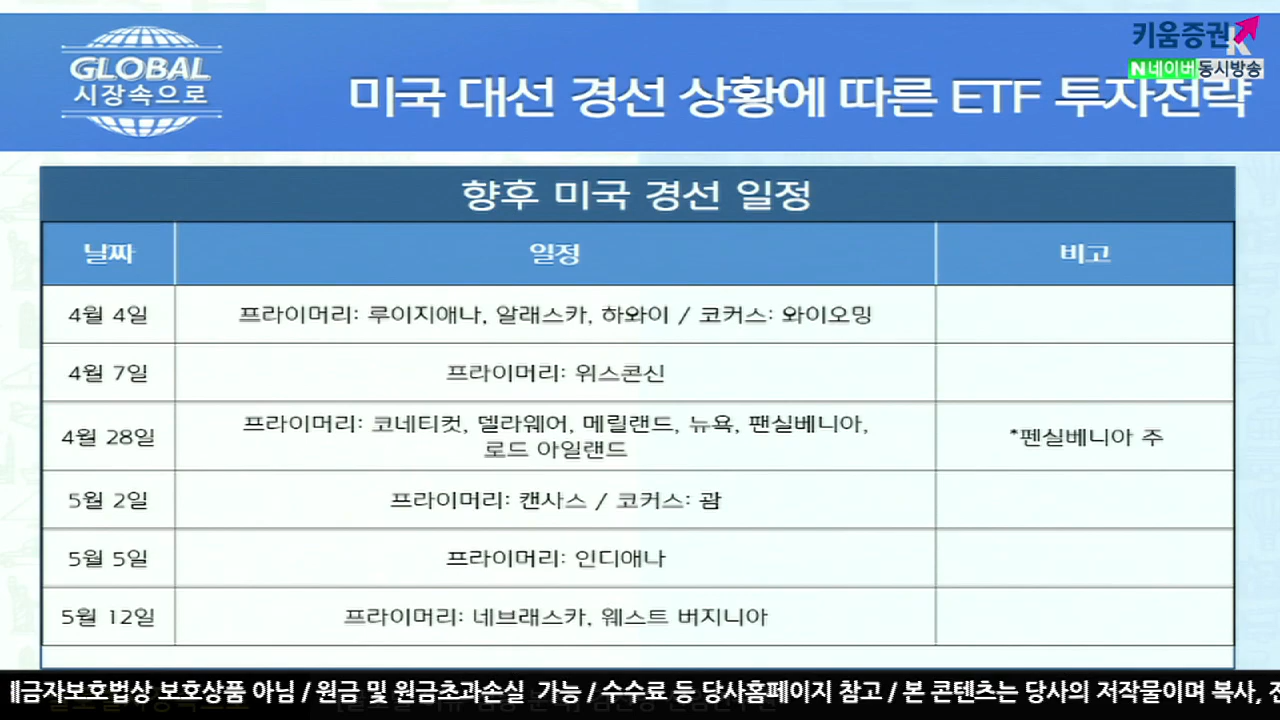 GLOBAL
시장속으로
키움증권
N네이버 동시방송
미국 대선 경선 상황에 따른 ETF 투자전략
향후 미국 경선 일정
날짜 일정 비고
4월 4일 프라이머리: 루이지애나, 알래스카, 하와이 / 코커스: 와이오밍
4월 7일 프라이머리: 위스콘신
4월 28일 프라이머리: 코네티컷, 델라웨어, 메릴랜드, 뉴욕, 팬실베니아, *펜실베니아 주
로드 아일랜드
5월 2일 프라이머리: 캔사스 / 코커스: 괌
5월 5일 프라이머리: 인디애나
5월 12일 프라이머리: 네브래스카, 웨스트 버지니아
보호상품 아님 / 원금 및 원금초과손실 가능 / 수수료 등 당사홈페이지 참고 / 본 콘텐츠는 당사의 저작물이며 복사,